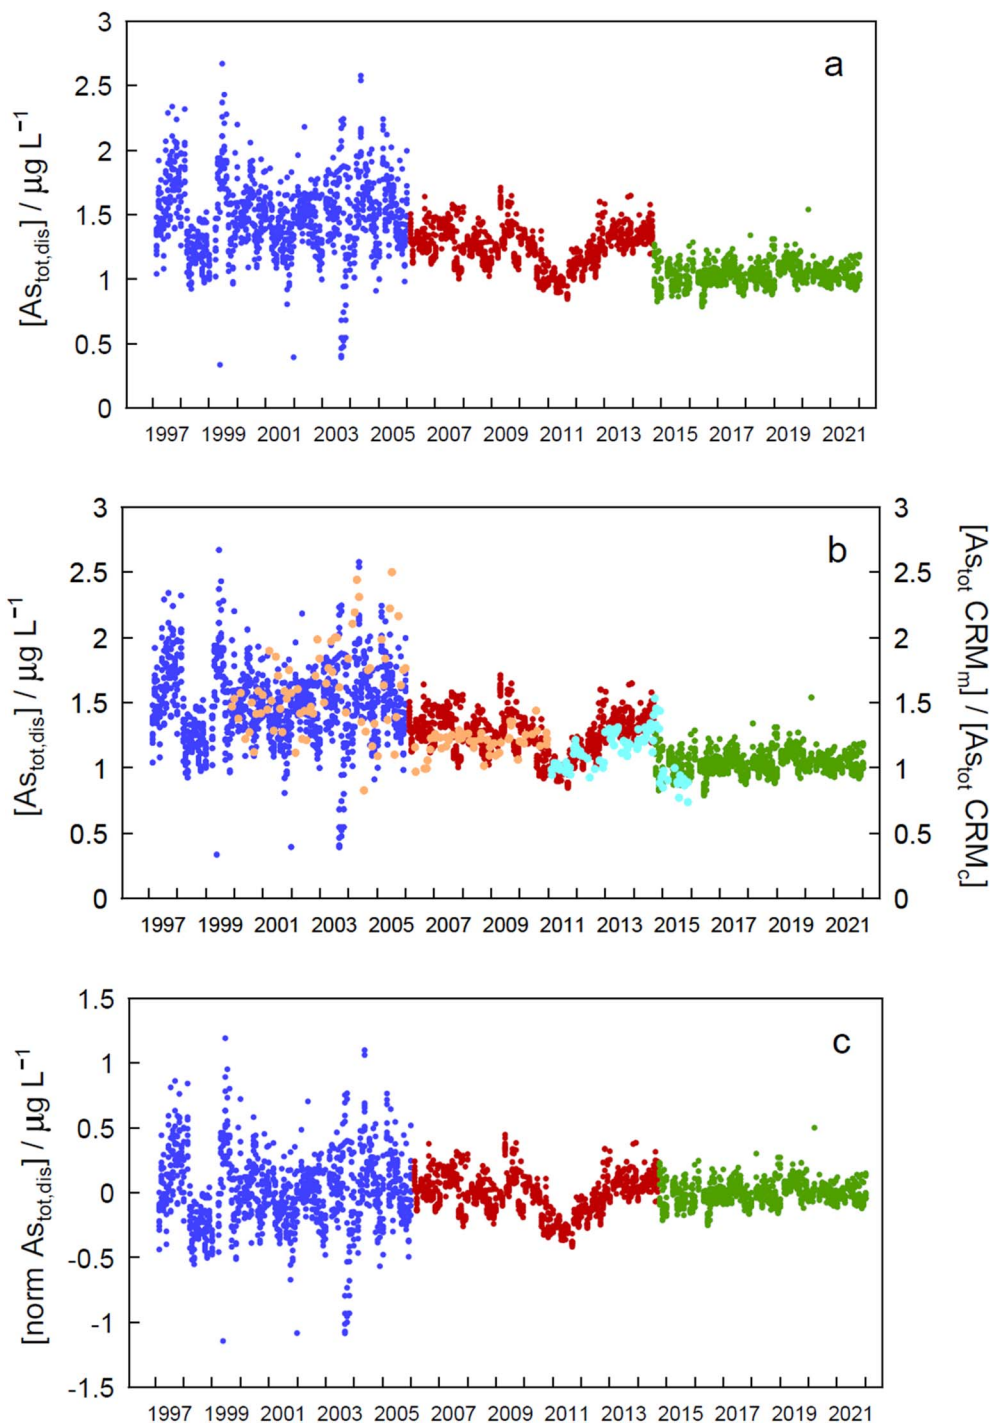 3
2.5
2
1.5
1
0.5
0
[As_tot,dis] / µg L⁻¹
a
1997 1999 2001 2003 2005 2007 2009 2011 2013 2015 2017 2019 2021
3
2.5
2
1.5
1
0.5
0
[As_tot,dis] / µg L⁻¹
b
3
2.5
2
1.5
1
0.5
0
[As_tot CRM_m] / [As_tot CRM_c]
1997 1999 2001 2003 2005 2007 2009 2011 2013 2015 2017 2019 2021
1.5
1
0.5
0
-0.5
-1
-1.5
[norm As_tot,dis] / µg L⁻¹
c
1997 1999 2001 2003 2005 2007 2009 2011 2013 2015 2017 2019 2021